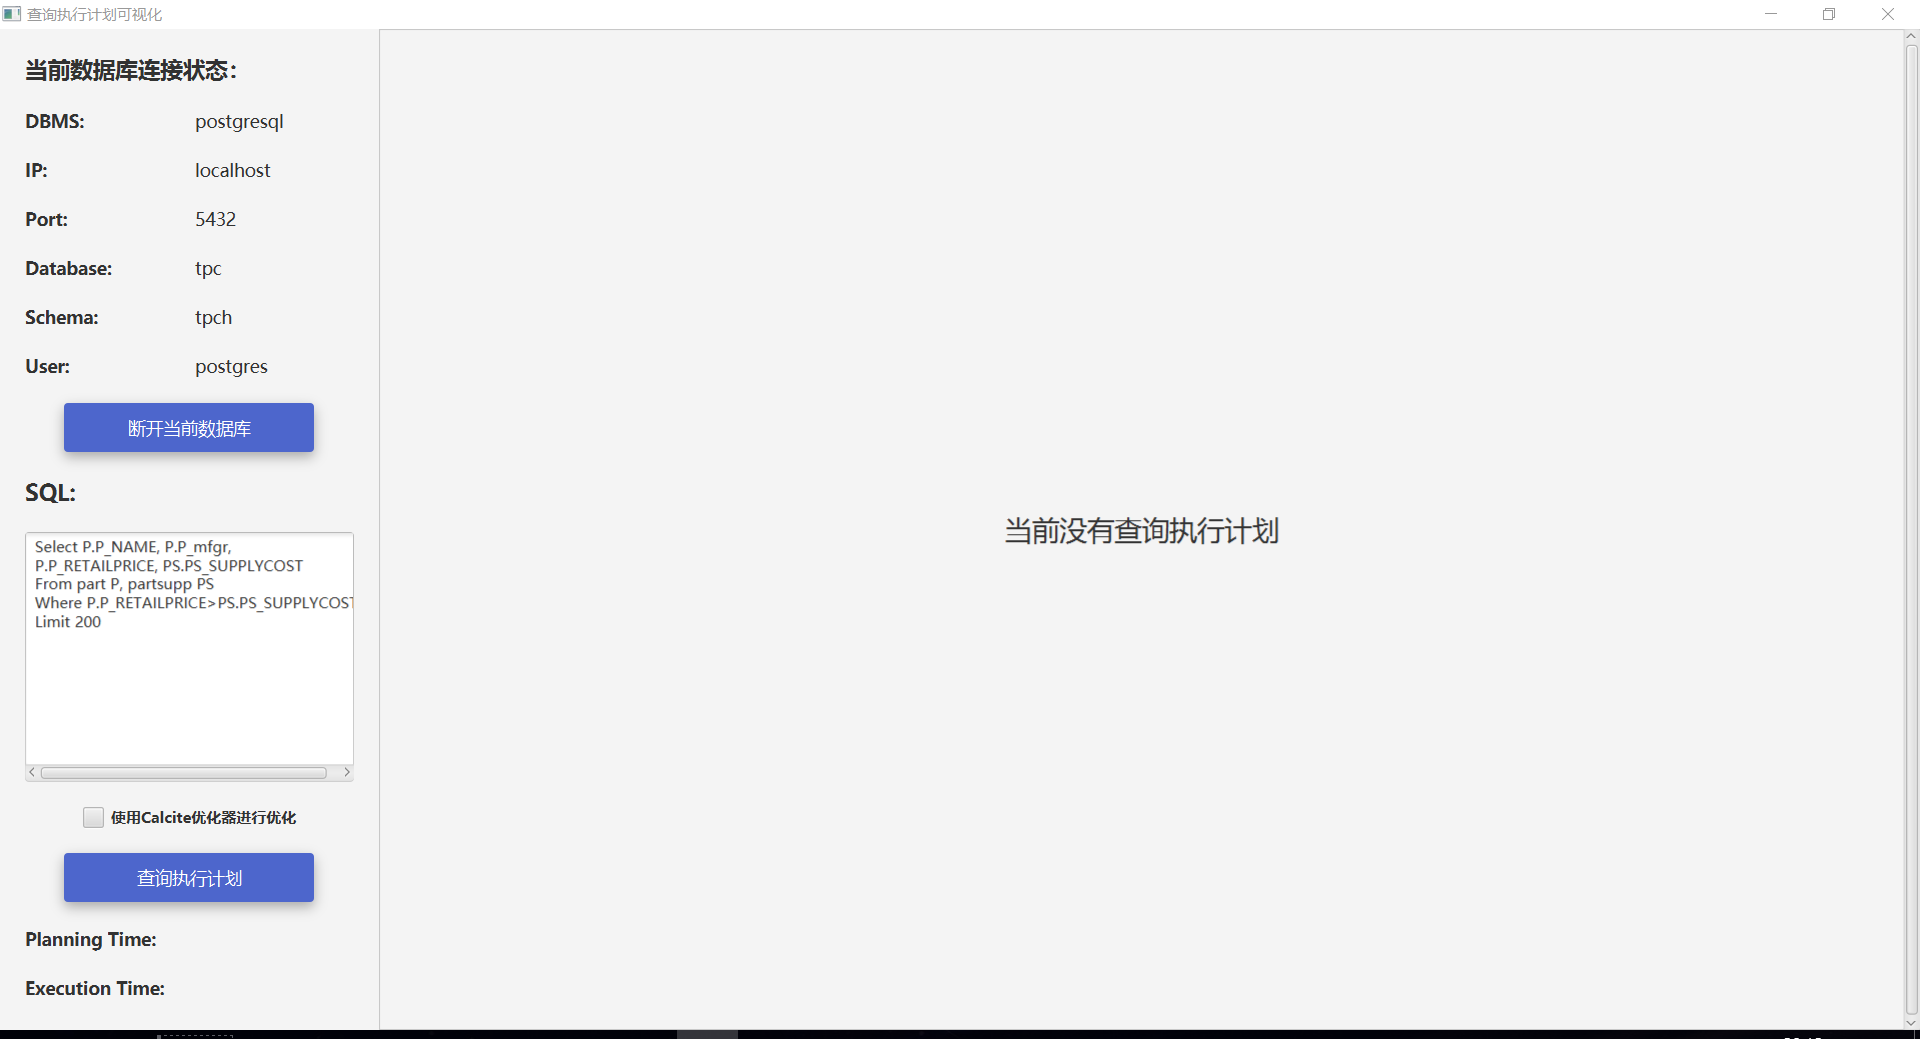 查询执行计划可视化
当前数据库连接状态：
DBMS: postgresql
IP: localhost
Port: 5432
Database: tpc
Schema: tpch
User: postgres
断开当前数据库
SQL:
Select P.P_NAME, P.P_mfgr,
P.P_RETAILPRICE, PS.PS_SUPPLYCOST
From part P, partsupp PS
Where P.P_RETAILPRICE>PS.PS_SUPPLYCOST
Limit 200
使用Calcite优化器进行优化
查询执行计划
Planning Time:
Execution Time:
当前没有查询执行计划